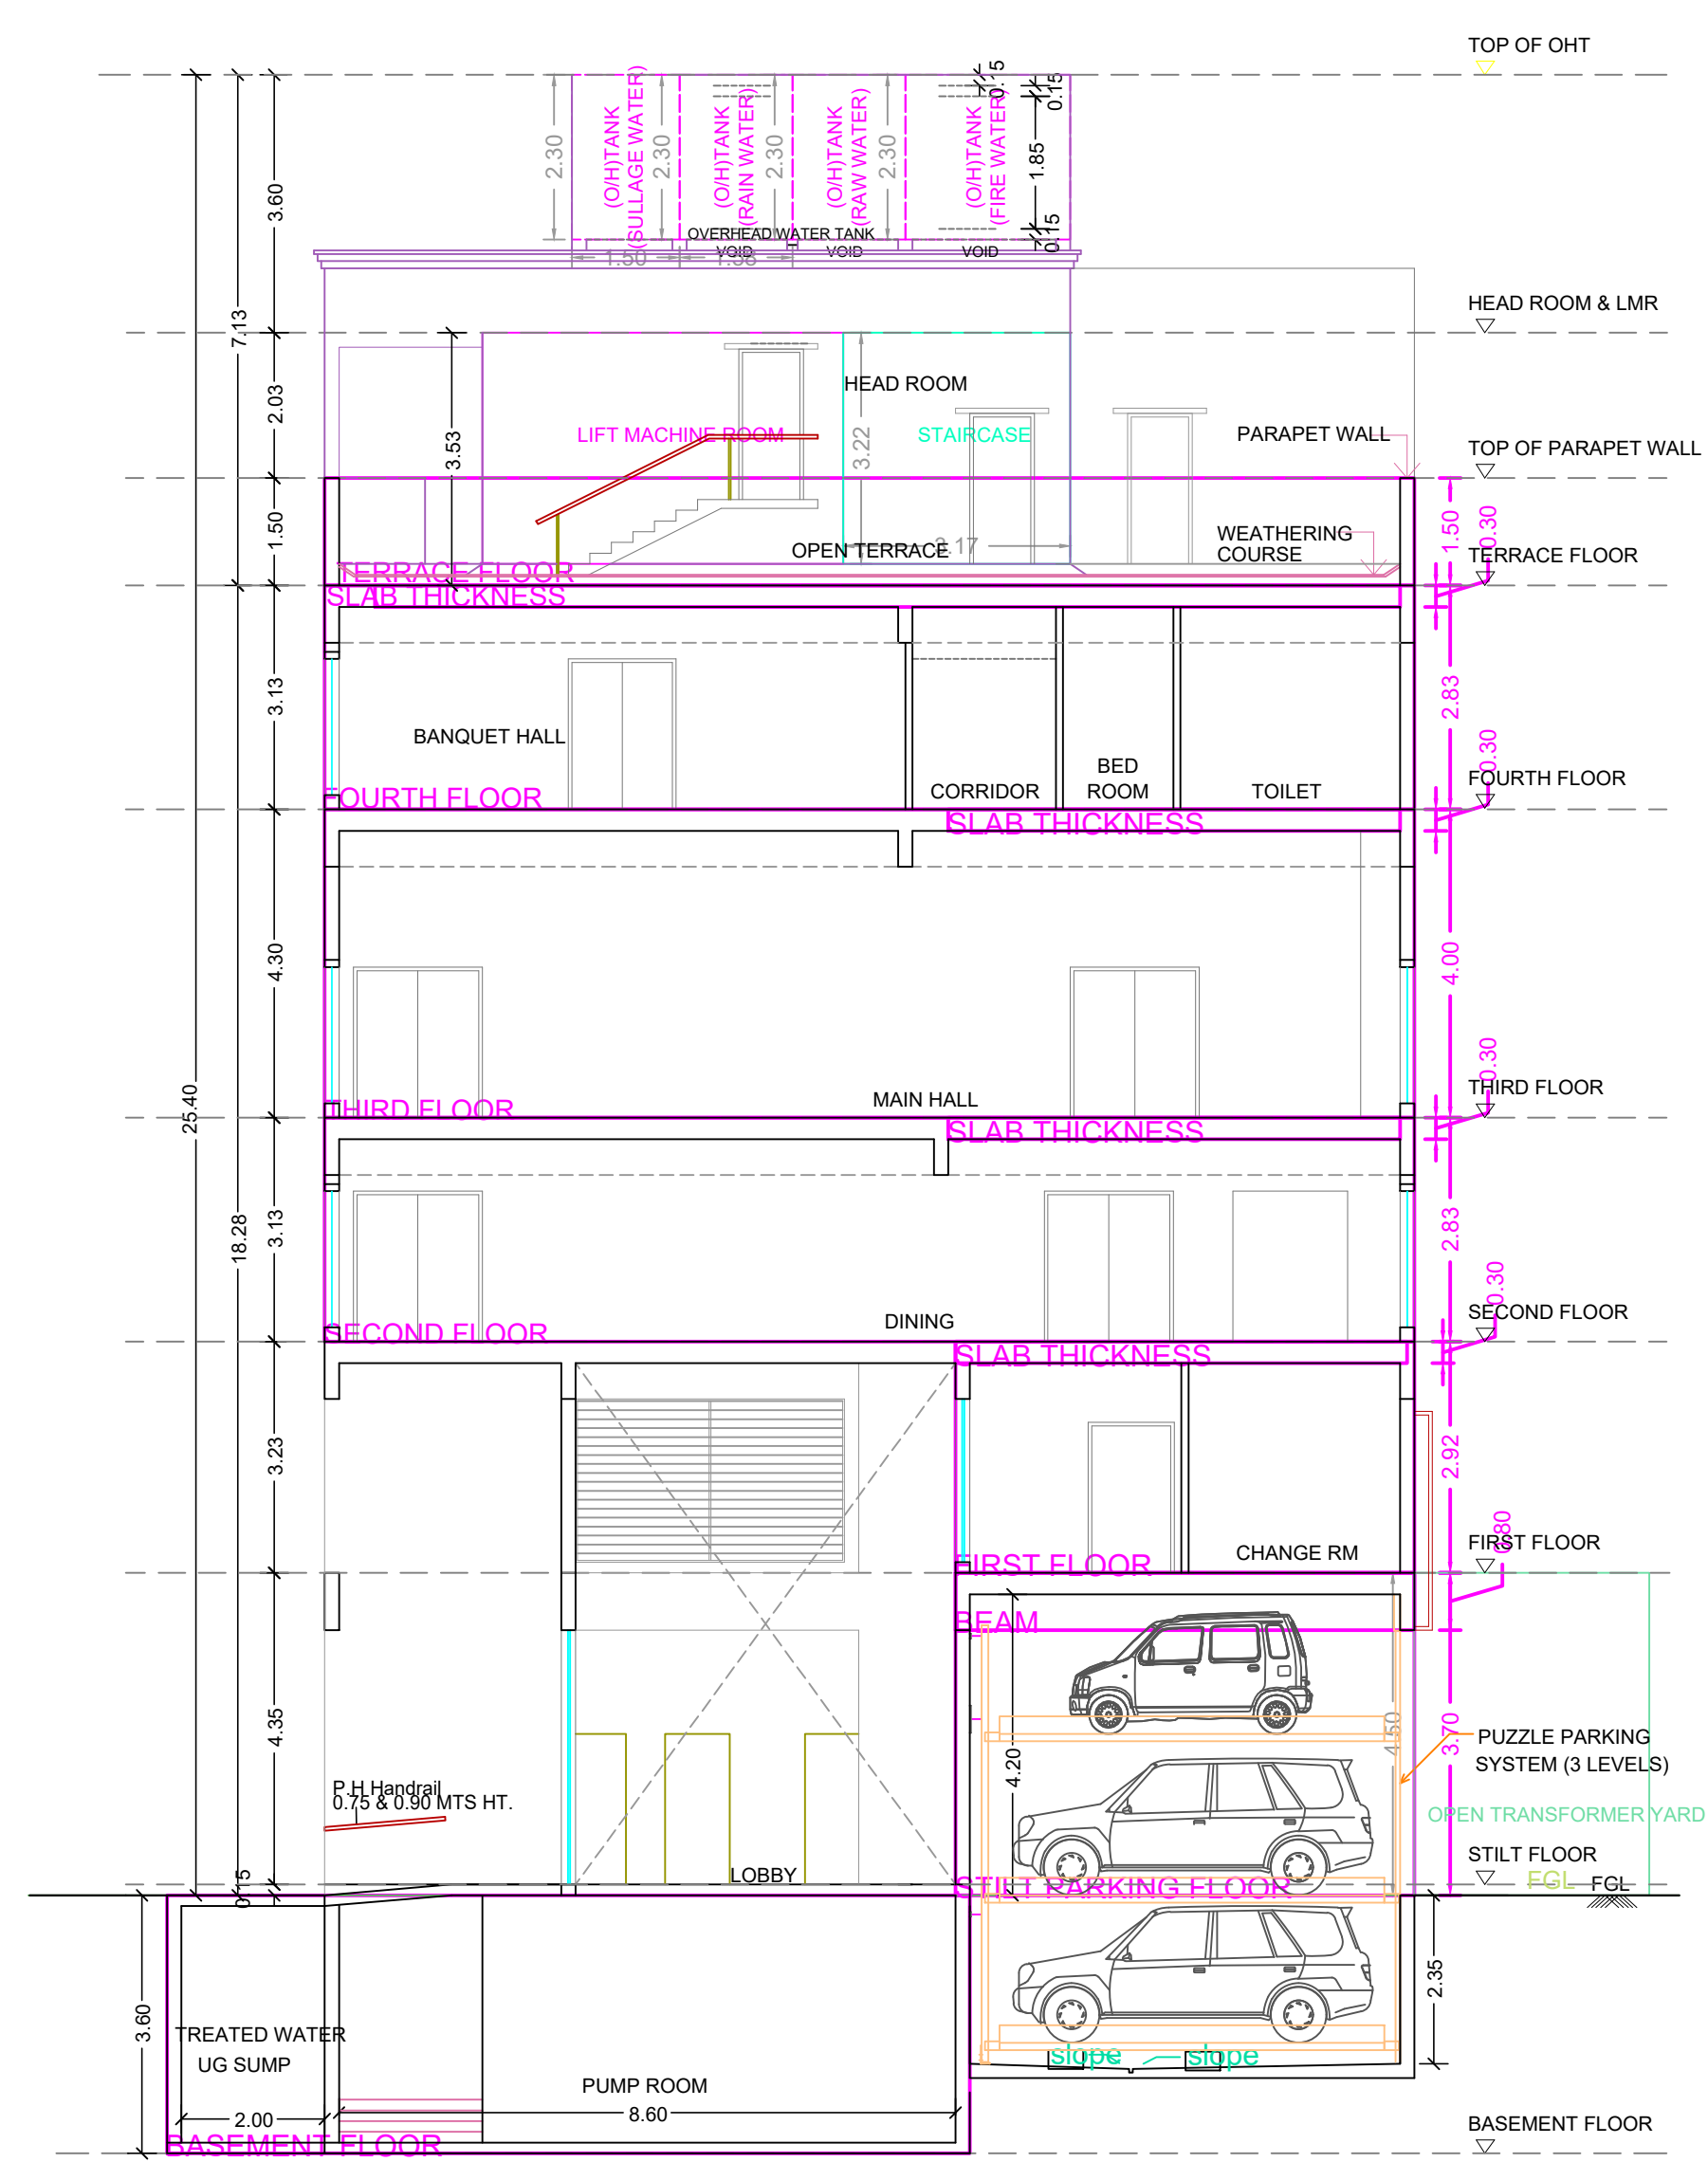 TOP OF OHT
0.15
0.15
2.30
(O/H)TANK
(SULLAGE WATER)
2.30
(O/H)TANK
(RAIN WATER)
2.30
(O/H)TANK
(RAW WATER)
2.30
(O/H)TANK
(FIRE WATER)
1.85
0.15
3.60
OVERHEAD WATER TANK
VOID
VOID
VOID
1.50
1.58
HEAD ROOM & LMR
7.13
2.03
3.53
HEAD ROOM
LIFT MACHINE ROOM
3.22
STAIRCASE
PARAPET WALL
TOP OF PARAPET WALL
1.50
OPEN TERRACE
3.17
WEATHERING
COURSE
1.50
0.30
TERRACE FLOOR
TERRACE FLOOR
SLAB THICKNESS
3.13
BANQUET HALL
CORRIDOR
BED
ROOM
TOILET
2.83
0.30
FOURTH FLOOR
FOURTH FLOOR
SLAB THICKNESS
4.30
4.00
25.40
MAIN HALL
0.30
THIRD FLOOR
THIRD FLOOR
SLAB THICKNESS
18.28
3.13
2.83
DINING
0.30
SECOND FLOOR
SECOND FLOOR
SLAB THICKNESS
3.23
2.92
0.80
FIRST FLOOR
CHANGE RM
FIRST FLOOR
BEAM
4.35
4.20
4.50
3.70
PUZZLE PARKING
SYSTEM (3 LEVELS)
P.H Handrail
0.75 & 0.90 MTS HT.
OPEN TRANSFORMER YARD
LOBBY
STILT FLOOR
0.15
STILT PARKING FLOOR
FGL
FGL
2.35
3.60
TREATED WATER
UG SUMP
slope
slope
PUMP ROOM
2.00
8.60
BASEMENT FLOOR
BASEMENT FLOOR